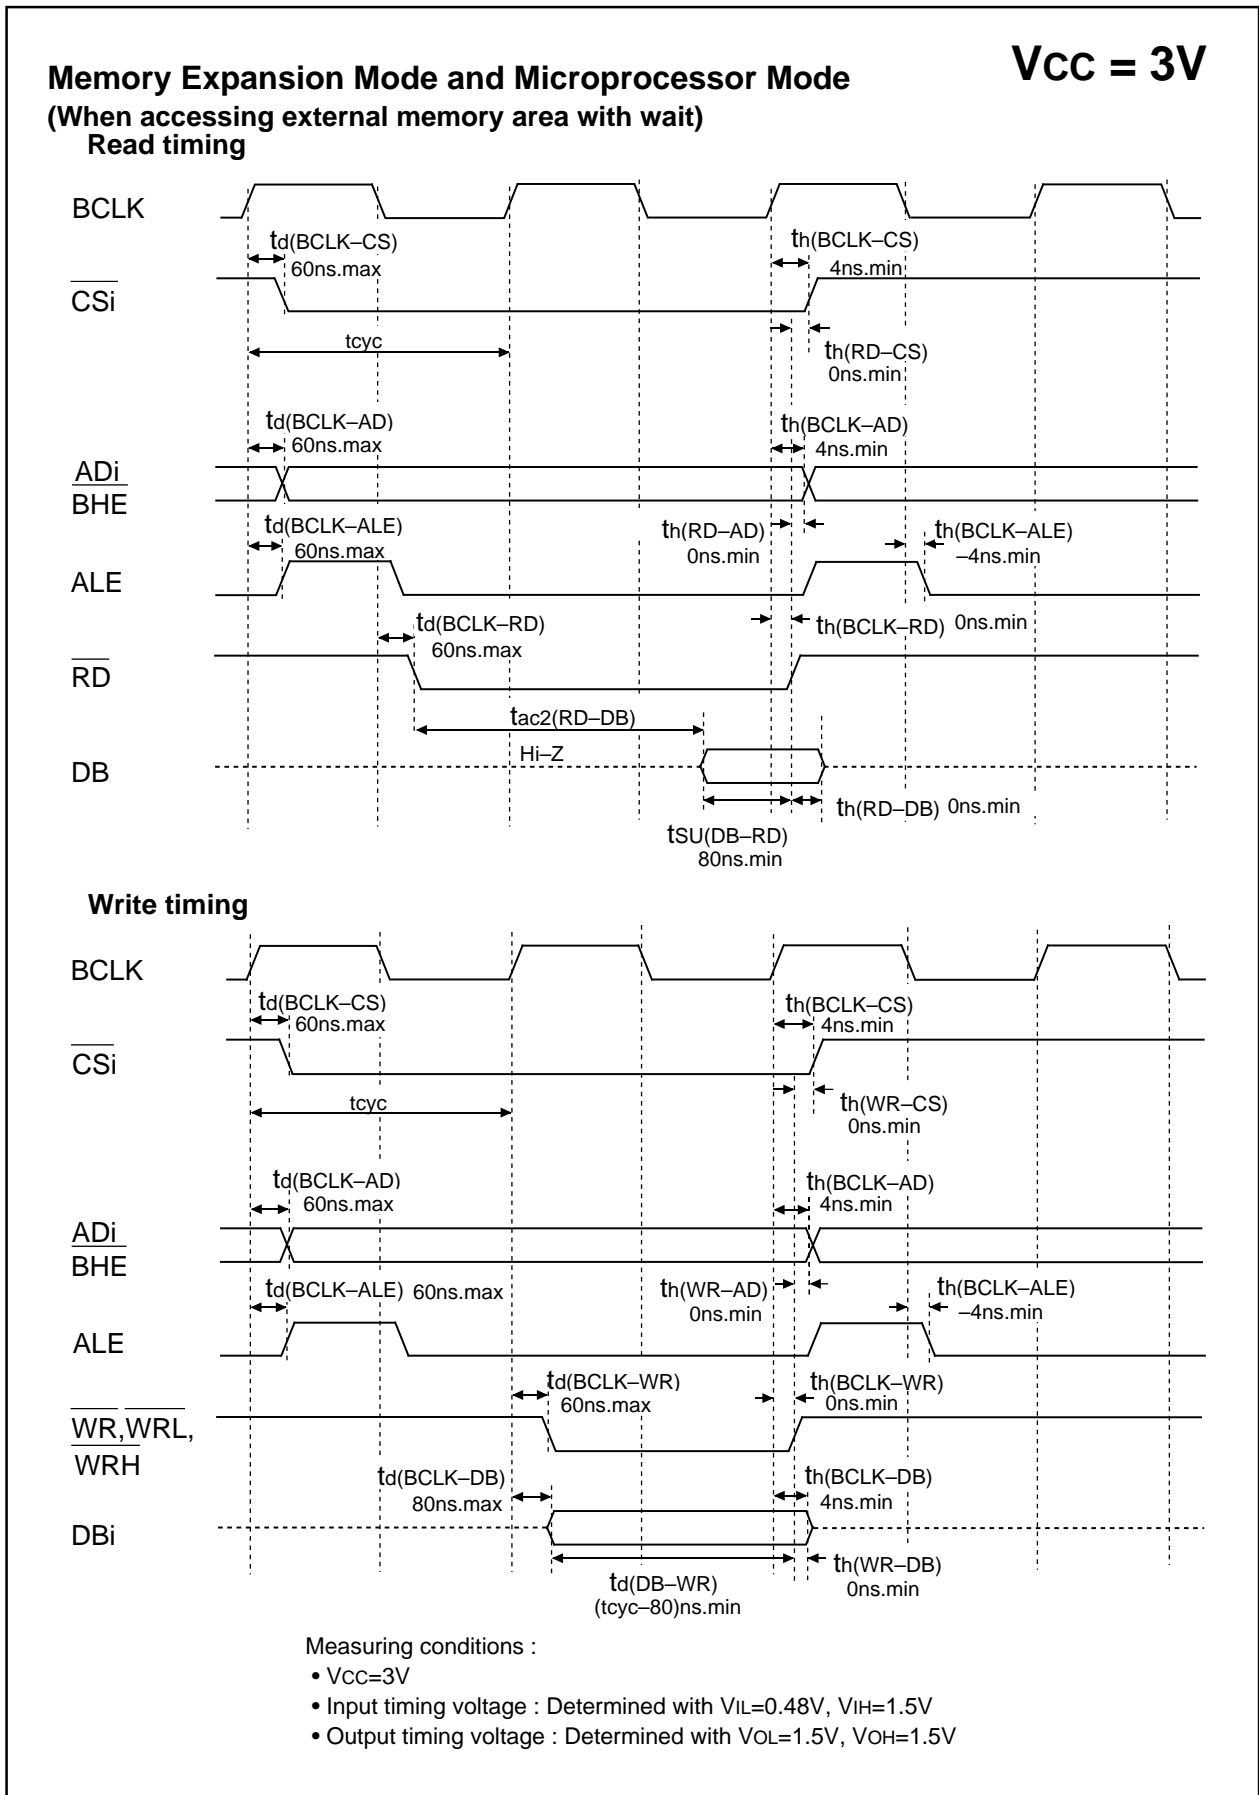 VCC = 3V
Memory Expansion Mode and Microprocessor Mode
(When accessing external memory area with wait)
Read timing
BCLK
td(BCLK–CS)
60ns.max
th(BCLK–CS)
4ns.min
CSi
tcyc
th(RD–CS)
0ns.min
td(BCLK–AD)
60ns.max
th(BCLK–AD)
4ns.min
ADi
BHE
td(BCLK–ALE)
60ns.max
th(RD–AD)
0ns.min
th(BCLK–ALE)
–4ns.min
ALE
td(BCLK–RD)
60ns.max
th(BCLK–RD) 0ns.min
RD
tac2(RD–DB)
Hi–Z
DB
th(RD–DB) 0ns.min
tSU(DB–RD)
80ns.min
Write timing
BCLK
td(BCLK–CS)
60ns.max
th(BCLK–CS)
4ns.min
CSi
tcyc
th(WR–CS)
0ns.min
td(BCLK–AD)
60ns.max
th(BCLK–AD)
4ns.min
ADi
BHE
td(BCLK–ALE) 60ns.max
th(WR–AD)
0ns.min
th(BCLK–ALE)
–4ns.min
ALE
td(BCLK–WR)
60ns.max
th(BCLK–WR)
0ns.min
WR,WRL,
WRH
td(BCLK–DB)
80ns.max
th(BCLK–DB)
4ns.min
DBi
td(DB–WR)
(tcyc–80)ns.min
th(WR–DB)
0ns.min
Measuring conditions :
• VCC=3V
• Input timing voltage : Determined with VIL=0.48V, VIH=1.5V
• Output timing voltage : Determined with VOL=1.5V, VOH=1.5V